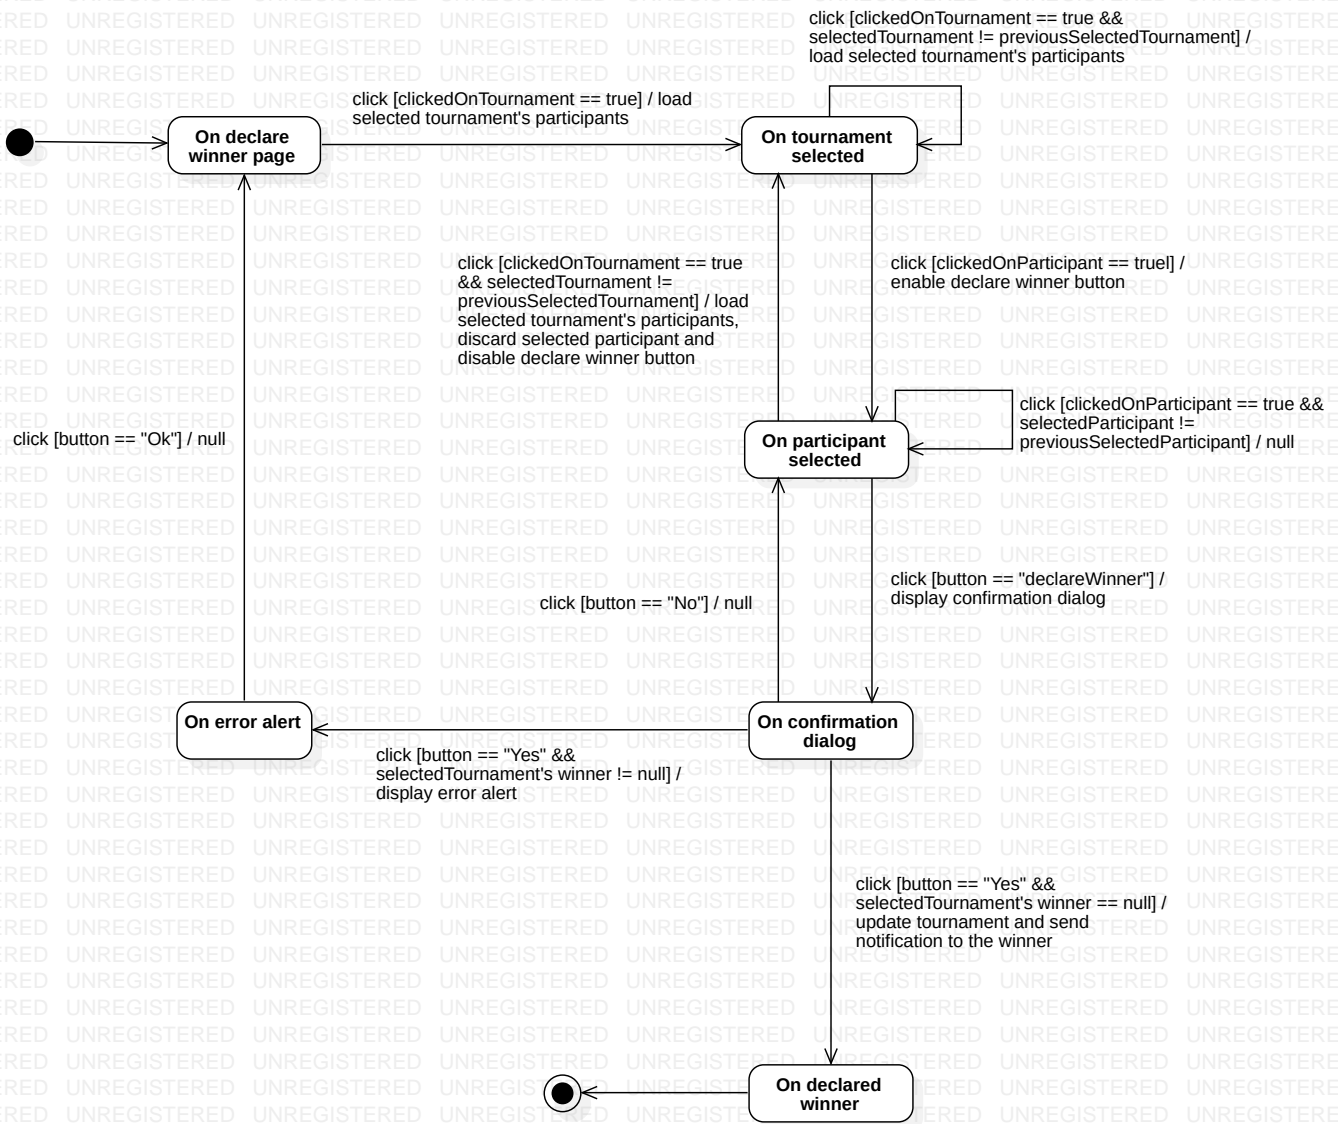 click [clickedOnTournament == true &&
selectedTournament != previousSelectedTournament] /
load selected tournament's participants
click [clickedOnTournament == true] / load
selected tournament's participants
On declare
winner page
On tournament
selected
click [clickedOnTournament == true
&& selectedTournament !=
previousSelectedTournament] / load
selected tournament's participants,
discard selected participant and
disable declare winner button
click [clickedOnParticipant == truel] /
enable declare winner button
click [clickedOnParticipant == true &&
selectedParticipant !=
previousSelectedParticipant] / null
click [button == "Ok"] / null
On participant
selected
click [button == "declareWinner"] /
display confirmation dialog
click [button == "No"] / null
On error alert
On confirmation
dialog
click [button == "Yes" &&
selectedTournament's winner != null] /
display error alert
click [button == "Yes" &&
selectedTournament's winner == null] /
update tournament and send
notification to the winner
On declared
winner
UNREGISTERED